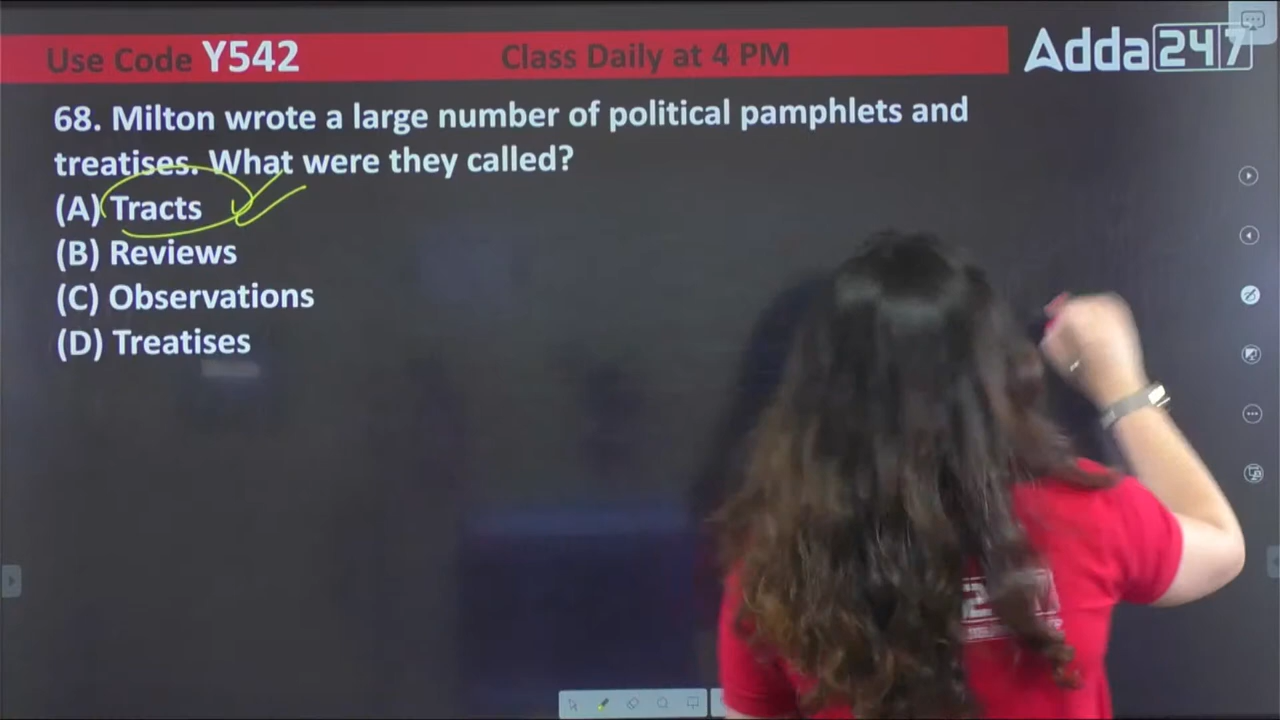 Use Code Y542 Class Daily at 4 PM Adda247
68. Milton wrote a large number of political pamphlets and
treatises. What were they called?
(A) Tracts
(B) Reviews
(C) Observations
(D) Treatises